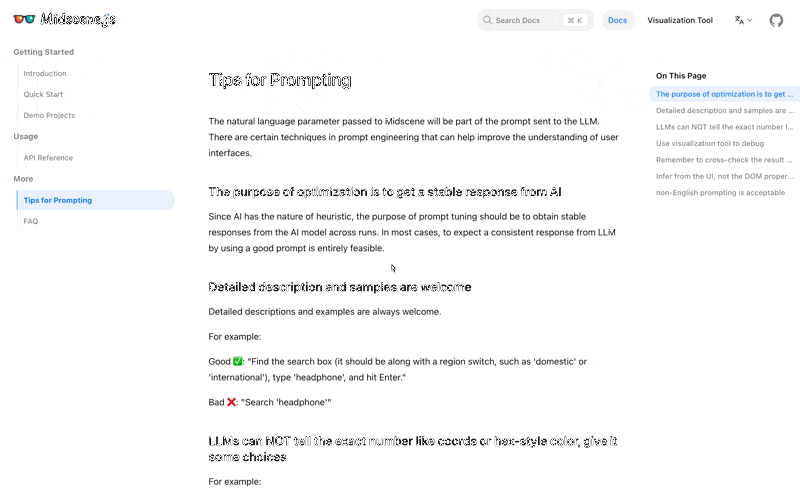 Midscene.js
Search Docs
⌘ K
Docs
Visualization Tool
Getting Started
Introduction
Quick Start
Demo Projects
Usage
API Reference
More
Tips for Prompting
FAQ
Tips for Prompting
The natural language parameter passed to Midscene will be part of the prompt sent to the LLM.
There are certain techniques in prompt engineering that can help improve the understanding of user
interfaces.
The purpose of optimization is to get a stable response from AI
Since AI has the nature of heuristic, the purpose of prompt tuning should be to obtain stable
responses from the AI model across runs. In most cases, to expect a consistent response from LLM
by using a good prompt is entirely feasible.
Detailed description and samples are welcome
Detailed descriptions and examples are always welcome.
For example:
Good ✅: "Find the search box (it should be along with a region switch, such as 'domestic' or
'international'), type 'headphone', and hit Enter."
Bad ❌: "Search 'headphone'"
LLMs can NOT tell the exact number like coords or hex-style color, give it
some choices
For example:
On This Page
The purpose of optimization is to get ...
Detailed description and samples are ...
LLMs can NOT tell the exact number l...
Use visualization tool to debug
Remember to cross-check the result ...
Infer from the UI, not the DOM proper...
non-English prompting is acceptable